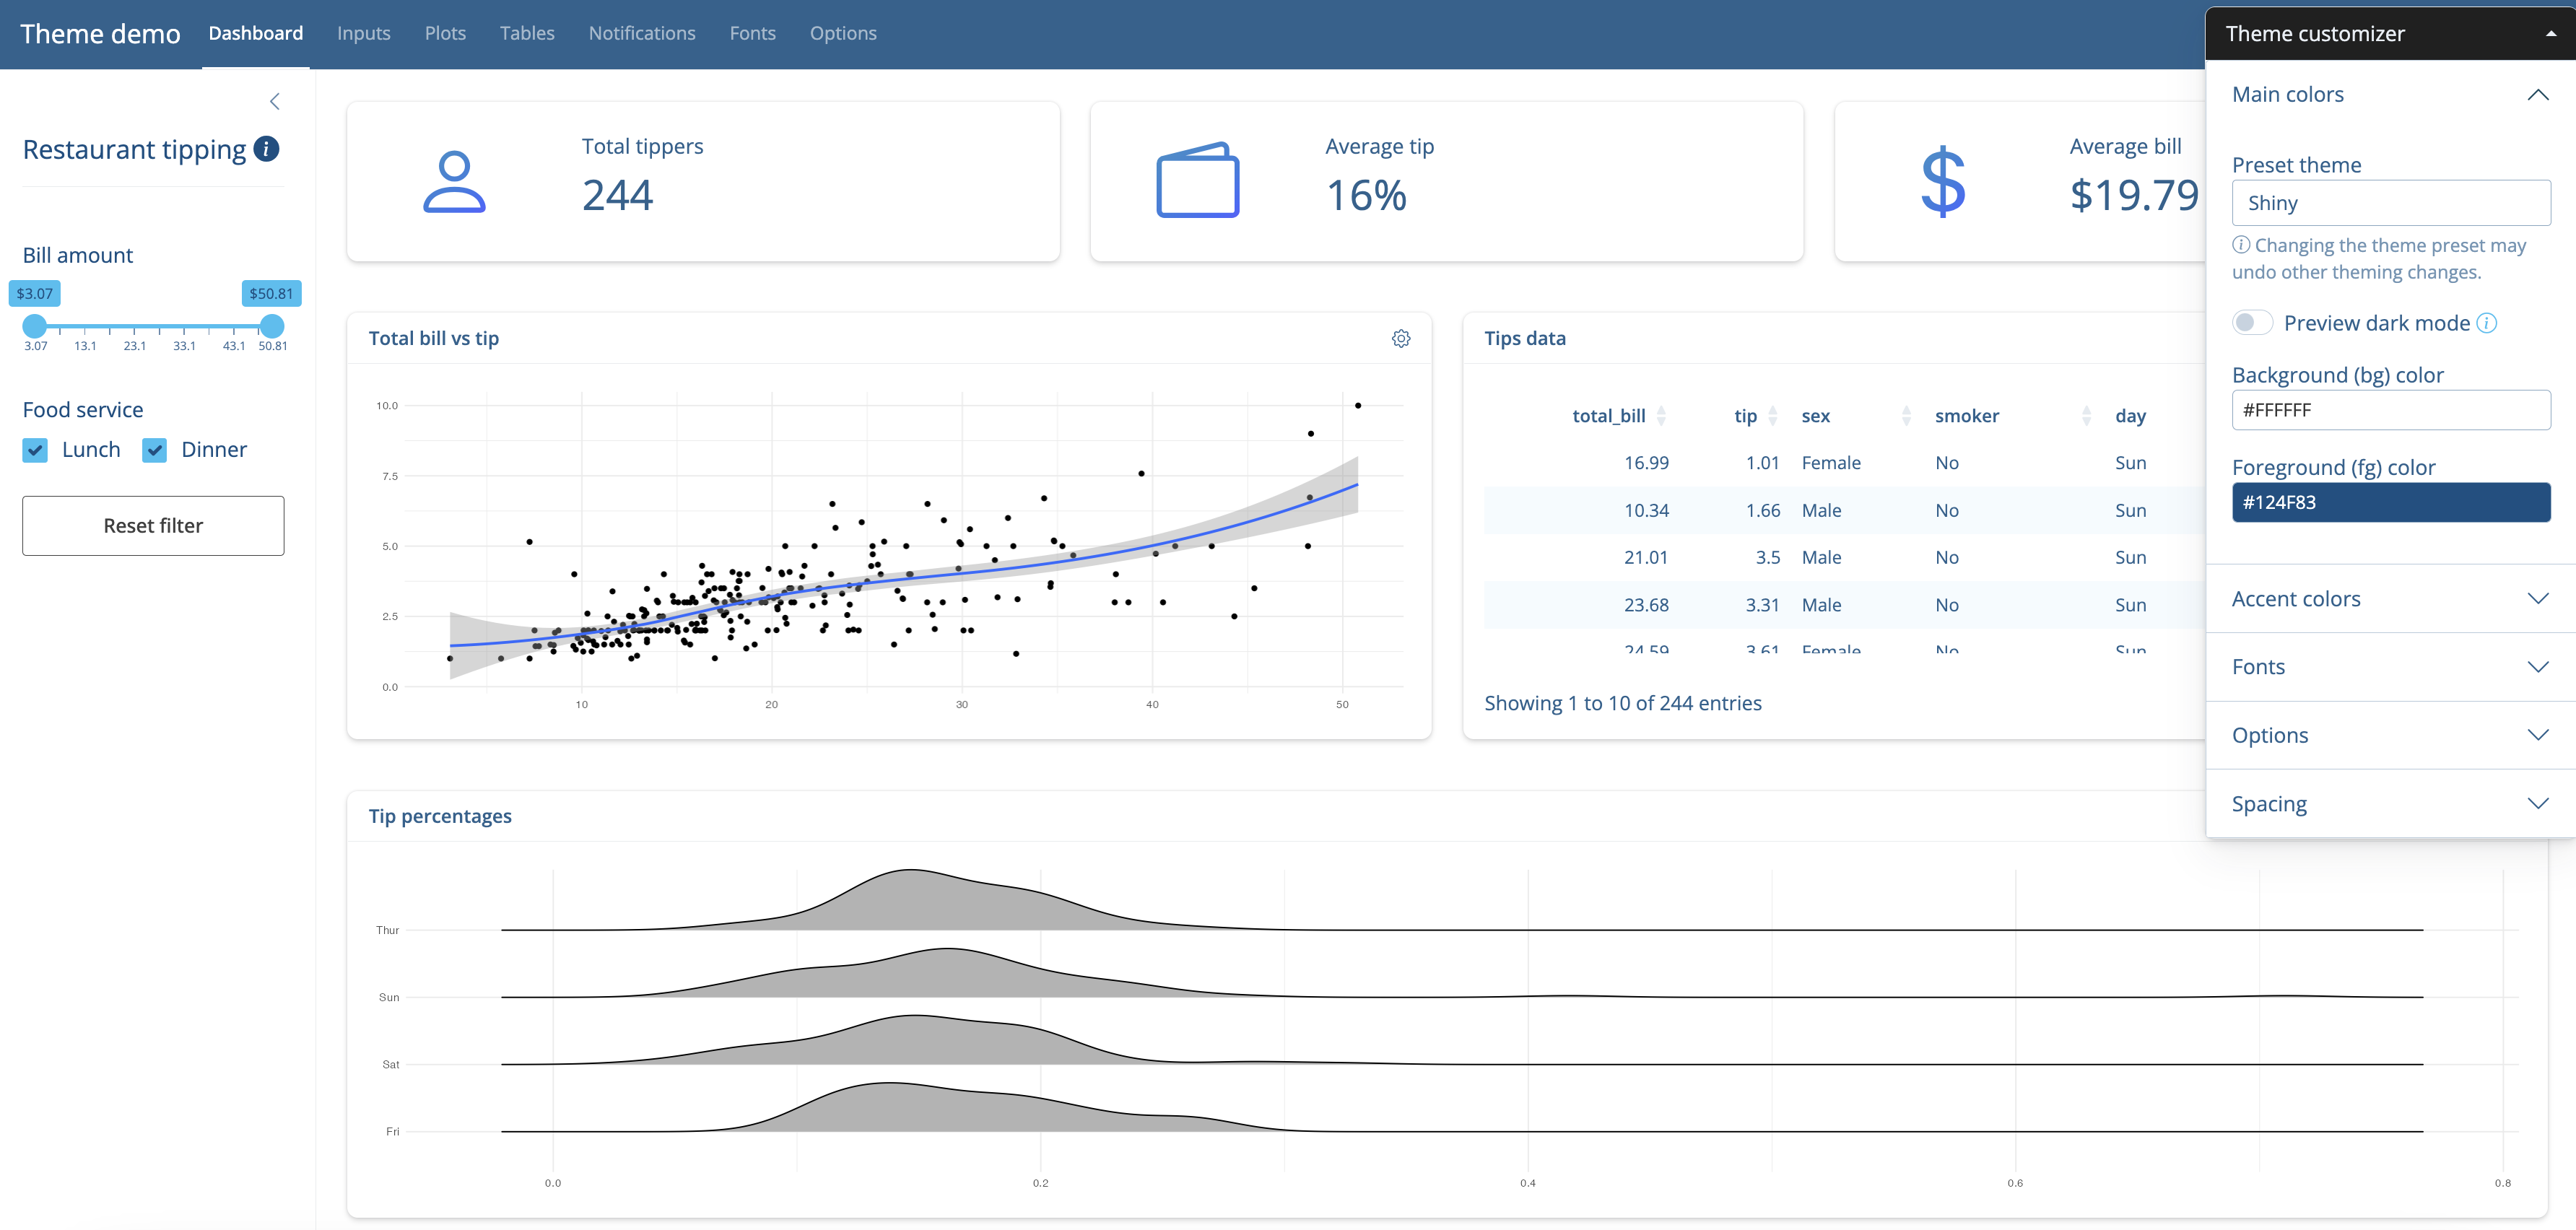 Theme demo Dashboard Inputs Plots Tables Notifications Fonts Options
Restaurant tipping
Bill amount
$3.07 $50.81
3.07 13.1 23.1 33.1 43.1 50.81
Food service
Lunch Dinner
Reset filter
Total tippers
244
Average tip
16%
Average bill
$19.79
Total bill vs tip
10.0
7.5
5.0
2.5
0.0
10 20 30 40 50
Tips data
total_bill tip sex smoker day
16.99 1.01 Female No Sun
10.34 1.66 Male No Sun
21.01 3.5 Male No Sun
23.68 3.31 Male No Sun
24.59 3.61 Female No Sun
Showing 1 to 10 of 244 entries
Tip percentages
Thur
Sun
Sat
Fri
0.0 0.2 0.4 0.6 0.8
Theme customizer
Main colors
Preset theme
Shiny
Changing the theme preset may
undo other theming changes.
Preview dark mode
Background (bg) color
#FFFFFF
Foreground (fg) color
#124F83
Accent colors
Fonts
Options
Spacing